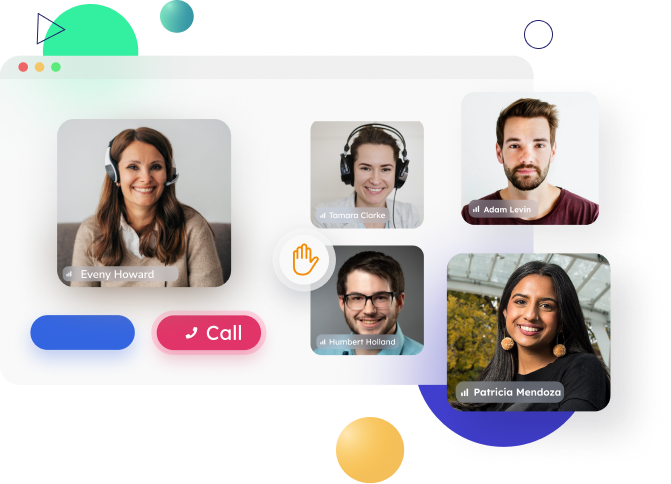 Tamara Clarke
Adam Levin
Eveny Howard
Call
Humbert Holland
Patricia Mendoza